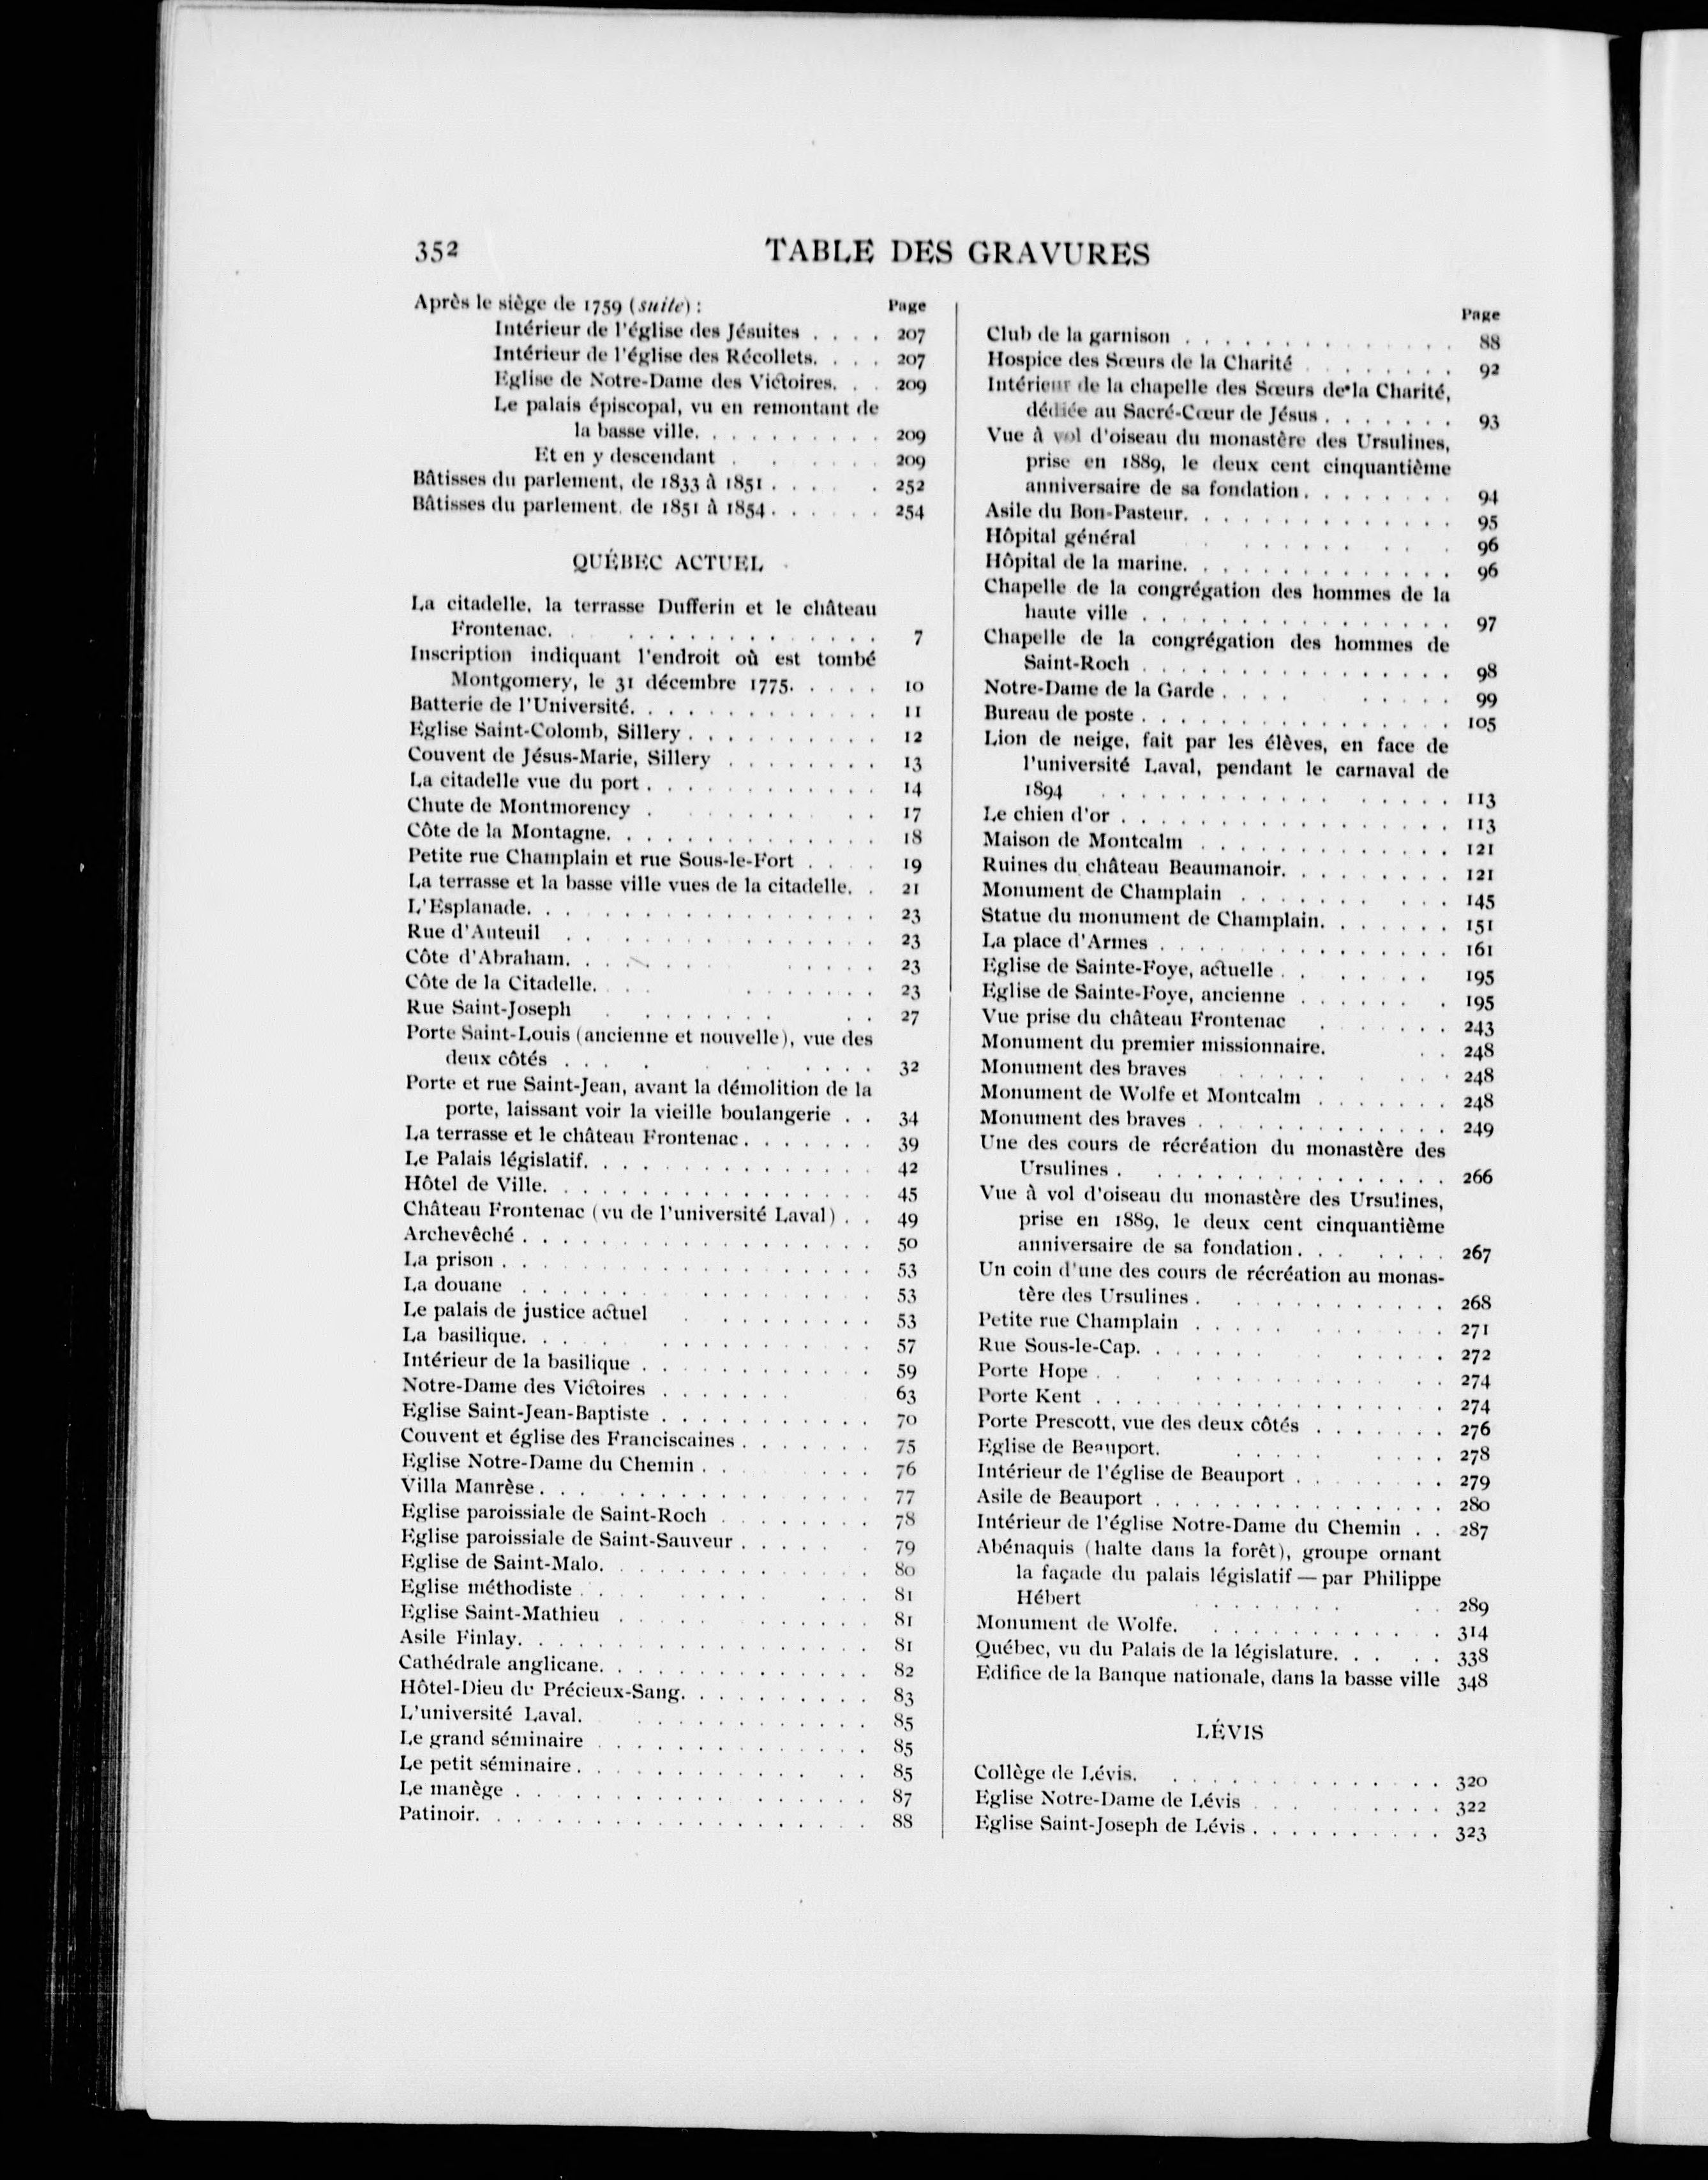 352 TABLE DES GRAVURES
Page
Après le siège de 1759 (suite) :
Intérieur de l'église des Jésuites . . . . 207
Intérieur de l'église des Récollets. . . . 207
Eglise de Notre-Dame des Victoires. . . 209
Le palais épiscopal, vu en remontant de
la basse ville. . . . . . . . . . 209
Et en y descendant . . . . . . . 209
Bâtisses du parlement, de 1833 à 1851 . . . . . . 252
Bâtisses du parlement, de 1851 à 1854. . . . . . 254
QUÉBEC ACTUEL
La citadelle, la terrasse Dufferin et le château
Frontenac. . . . . . . . . . . . 7
Inscription indiquant l'endroit où est tombé
Montgomery, le 31 décembre 1775. . . . . 10
Batterie de l'Université. . . . . . . . . . . 11
Eglise Saint-Colomb, Sillery . . . . . . . . . . 12
Couvent de Jésus-Marie, Sillery . . . . . . . . 13
La citadelle vue du port . . . . . . . . . . . . 14
Chute de Montmorency . . . . . . . . 17
Côte de la Montagne. . . . . . . . . . . . 18
Petite rue Champlain et rue Sous-le-Fort . . . . 19
La terrasse et la basse ville vues de la citadelle. . 21
L'Esplanade. . . . . . . . . . . . . . . 23
Rue d'Auteuil . . . . . . . . . . . . 23
Côte d'Abraham. . . . . . . . . . 23
Côte de la Citadelle. . . . . . . . . . 23
Rue Saint-Joseph . . . . . . . . . . 27
Porte Saint-Louis (ancienne et nouvelle), vue des
deux côtés . . . . . . . . . . 32
Porte et rue Saint-Jean, avant la démolition de la
porte, laissant voir la vieille boulangerie . . 34
La terrasse et le château Frontenac . . . . . . . 39
Le Palais législatif. . . . . . . . . . . . . 42
Hôtel de Ville. . . . . . . . . . . . . . . 45
Château Frontenac (vu de l'université Laval) . . 49
Archevêché . . . . . . . . . . . . . . . 50
La prison . . . . . . . . . . . . . . . . 53
La douane . . . . . . . . . . . . . . 53
Le palais de justice actuel . . . . . . . . 53
La basilique. . . . . . . . . . . . . 57
Intérieur de la basilique . . . . . . . . . . . 59
Notre-Dame des Victoires . . . . . . . 63
Eglise Saint-Jean-Baptiste . . . . . . . . . . . 70
Couvent et église des Franciscaines . . . . . . . 75
Eglise Notre-Dame du Chemin . . . . . . . . 76
Villa Manrèse . . . . . . . . . . . . . 77
Eglise paroissiale de Saint-Roch . . . . . . . . 78
Eglise paroissiale de Saint-Sauveur . . . . . . 79
Eglise de Saint-Malo. . . . . . . . . . . . 80
Eglise méthodiste . . . . . . . . . . 81
Eglise Saint-Mathieu . . . . . . . . . . . 81
Asile Finlay. . . . . . . . . . . . . . . 81
Cathédrale anglicane. . . . . . . . . . . . 82
Hôtel-Dieu du Précieux-Sang. . . . . . . . . 83
L'université Laval. . . . . . . . . . . 85
Le grand séminaire . . . . . . . . . . . . 85
Le petit séminaire . . . . . . . . . . . . 85
Le manège . . . . . . . . . . . . . . 87
Patinoir. . . . . . . . . . . . . . . . 88
Page
Club de la garnison . . . . . . . . . . . . . 88
Hospice des Sœurs de la Charité . . . . . . . 92
Intérieur de la chapelle des Sœurs de la Charité,
dédiée au Sacré-Cœur de Jésus . . . . . . . 93
Vue à vol d'oiseau du monastère des Ursulines,
prise en 1889, le deux cent cinquantième
anniversaire de sa fondation . . . . . . . . 94
Asile du Bon-Pasteur. . . . . . . . . . . . 95
Hôpital général . . . . . . . . . . 96
Hôpital de la marine. . . . . . . . . . . . 96
Chapelle de la congrégation des hommes de la
haute ville . . . . . . . . . . . . . . 97
Chapelle de la congrégation des hommes de
Saint-Roch . . . . . . . . . . . . . . 98
Notre-Dame de la Garde . . . . . . . . . 99
Bureau de poste . . . . . . . . . . . . . . 105
Lion de neige, fait par les élèves, en face de
l'université Laval, pendant le carnaval de
1894 . . . . . . . . . . . . . . 113
Le chien d'or . . . . . . . . . . . . . . . 113
Maison de Montcalm . . . . . . . . . . . . 121
Ruines du château Beaumanoir. . . . . . . . . 121
Monument de Champlain . . . . . . . . . 145
Statue du monument de Champlain. . . . . . . 151
La place d'Armes . . . . . . . . . . . . . 161
Eglise de Sainte-Foye, actuelle . . . . . . . 195
Eglise de Sainte-Foye, ancienne . . . . . . . 195
Vue prise du château Frontenac . . . . . . 243
Monument du premier missionnaire. . . 248
Monument des braves . . . . . . . . . 248
Monument de Wolfe et Montcalm . . . . . . . 248
Monument des braves . . . . . . . . . . . . 249
Une des cours de récréation du monastère des
Ursulines . . . . . . . . . . . . . 266
Vue à vol d'oiseau du monastère des Ursulines,
prise en 1889, le deux cent cinquantième
anniversaire de sa fondation . . . . . . . 267
Un coin d'une des cours de récréation au monas-
tère des Ursulines . . . . . . . . . . 268
Petite rue Champlain . . . . . . . . . . 271
Rue Sous-le-Cap. . . . . . . . . . . . 272
Porte Hope . . . . . . . . . . . . . 274
Porte Kent . . . . . . . . . . . . . . . . 274
Porte Prescott, vue des deux côtés . . . . . . . 276
Eglise de Beauport. . . . . . . . . . 278
Intérieur de l'église de Beauport . . . . . . . . 279
Asile de Beauport . . . . . . . . . . . . . 280
Intérieur de l'église Notre-Dame du Chemin . . 287
Abénaquis (halte dans la forêt), groupe ornant
la façade du palais législatif — par Philippe
Hébert . . . . . . . . . . 289
Monument de Wolfe. . . . . . . . . . . 314
Québec, vu du Palais de la législature. . . . . 338
Edifice de la Banque nationale, dans la basse ville 348
LÉVIS
Collège de Lévis. . . . . . . . . . . . 320
Eglise Notre-Dame de Lévis . . . . . . . . 322
Eglise Saint-Joseph de Lévis . . . . . . . . . . 323